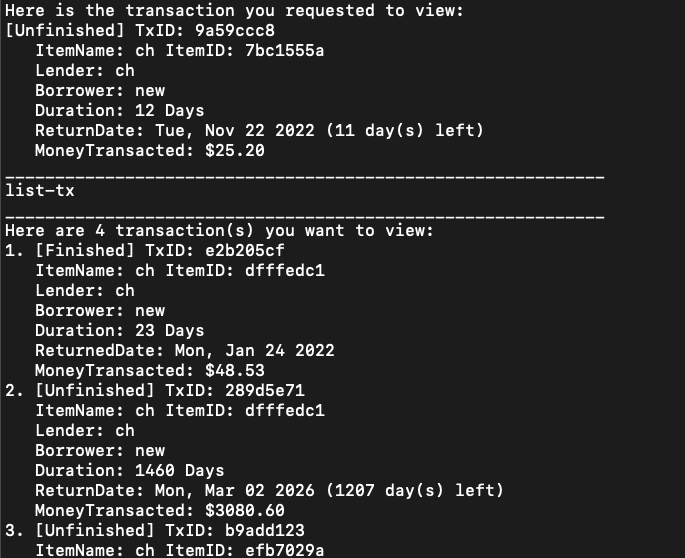 Here is the transaction you requested to view:
[Unfinished] TxID: 9a59ccc8
ItemName: ch ItemID: 7bc1555a
Lender: ch
Borrower: new
Duration: 12 Days
ReturnDate: Tue, Nov 22 2022 (11 day(s) left)
MoneyTransacted: $25.20
____________________________________________________________
list-tx
____________________________________________________________
Here are 4 transaction(s) you want to view:
1. [Finished] TxID: e2b205cf
ItemName: ch ItemID: dfffedc1
Lender: ch
Borrower: new
Duration: 23 Days
ReturnedDate: Mon, Jan 24 2022
MoneyTransacted: $48.53
2. [Unfinished] TxID: 289d5e71
ItemName: ch ItemID: dfffedc1
Lender: ch
Borrower: new
Duration: 1460 Days
ReturnDate: Mon, Mar 02 2026 (1207 day(s) left)
MoneyTransacted: $3080.60
3. [Unfinished] TxID: b9add123
ItemName: ch ItemID: efb7029a